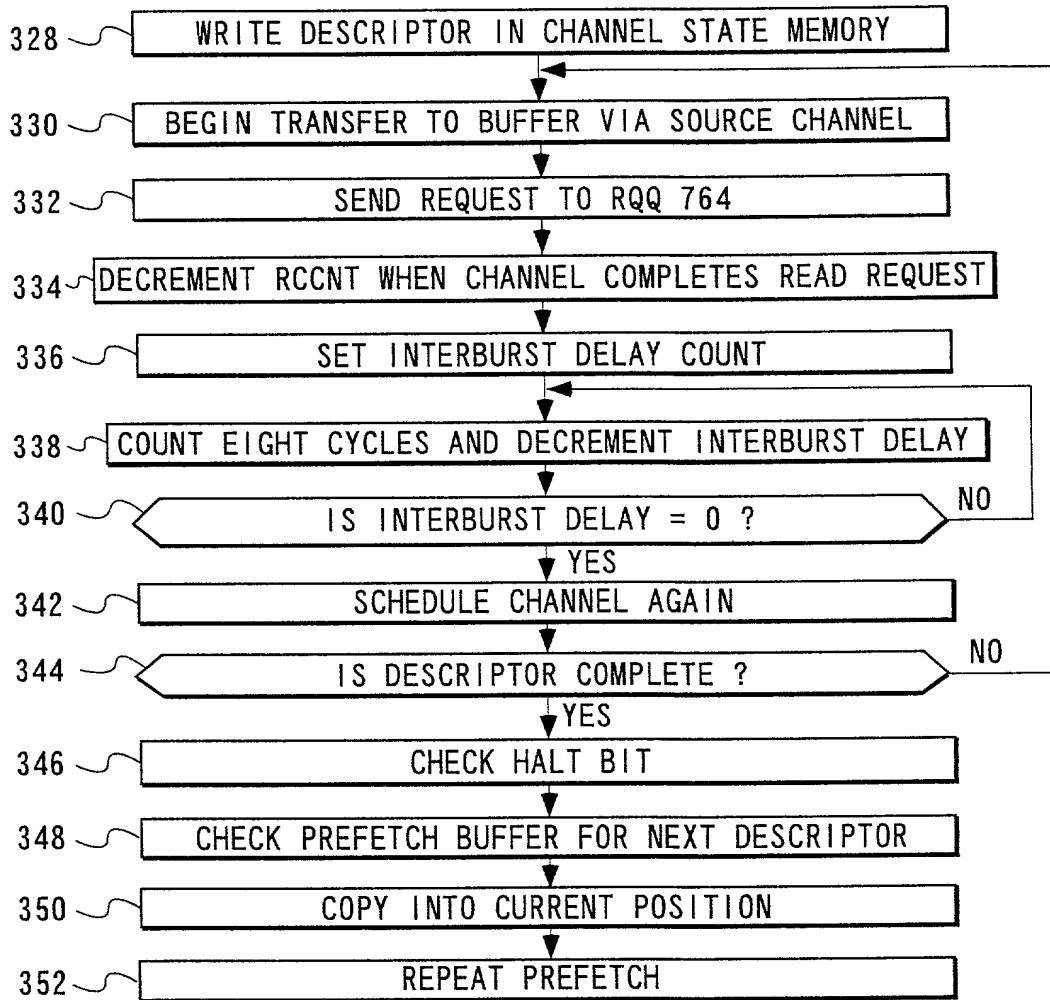 328 WRITE DESCRIPTOR IN CHANNEL STATE MEMORY
330 BEGIN TRANSFER TO BUFFER VIA SOURCE CHANNEL
332 SEND REQUEST TO RQQ 764
334 DECREMENT RCCNT WHEN CHANNEL COMPLETES READ REQUEST
336 SET INTERBURST DELAY COUNT
338 COUNT EIGHT CYCLES AND DECREMENT INTERBURST DELAY
340 IS INTERBURST DELAY = 0 ? NO
YES
342 SCHEDULE CHANNEL AGAIN
344 IS DESCRIPTOR COMPLETE ? NO
YES
346 CHECK HALT BIT
348 CHECK PREFETCH BUFFER FOR NEXT DESCRIPTOR
350 COPY INTO CURRENT POSITION
352 REPEAT PREFETCH